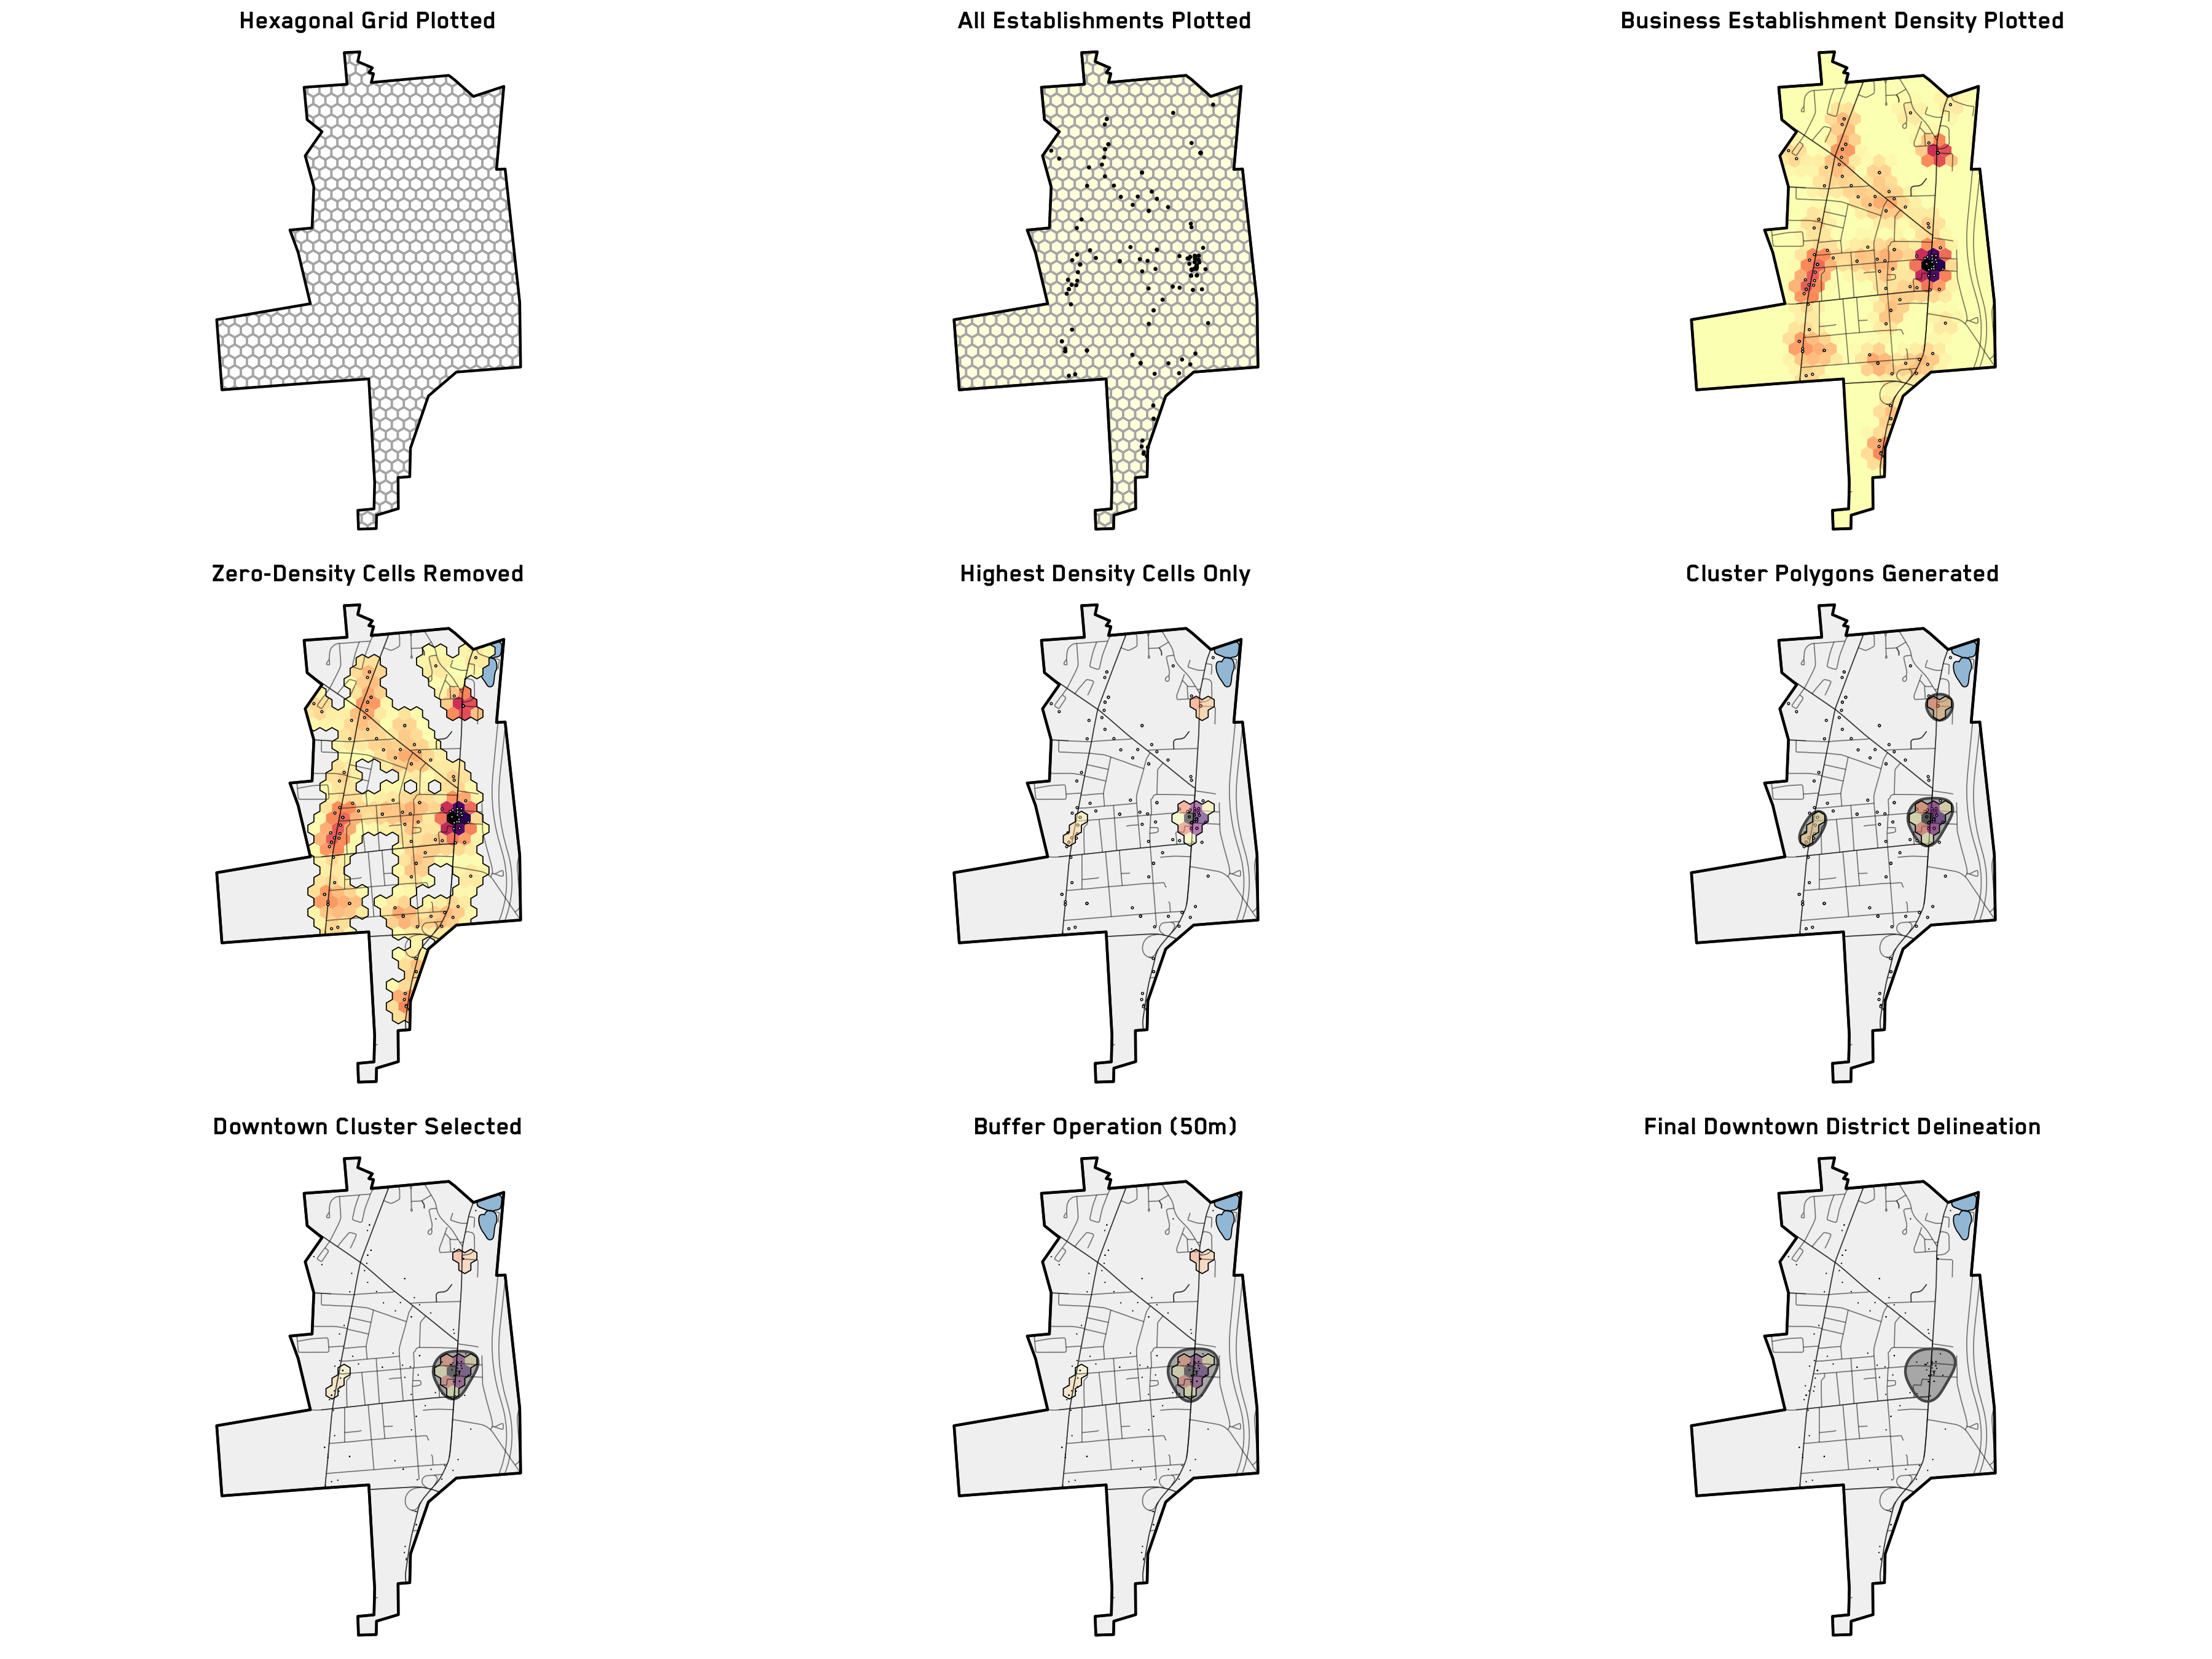 Hexagonal Grid Plotted
All Establishments Plotted
Business Establishment Density Plotted
Zero-Density Cells Removed
Highest Density Cells Only
Cluster Polygons Generated
Downtown Cluster Selected
Buffer Operation (50m)
Final Downtown District Delineation